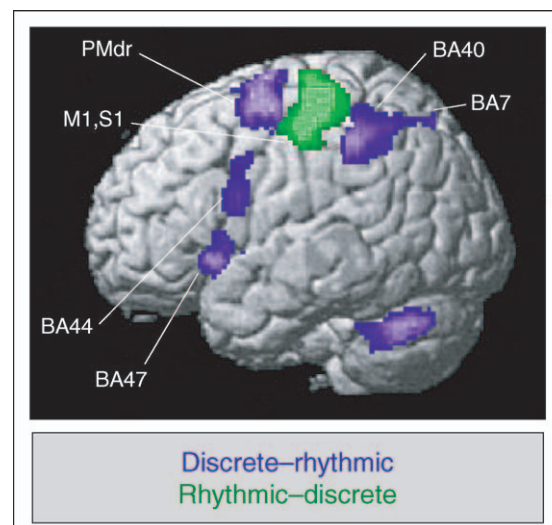 PMdr
BA40
BA7
M1,S1
BA44
BA47
Discrete–rhythmic
Rhythmic–discrete